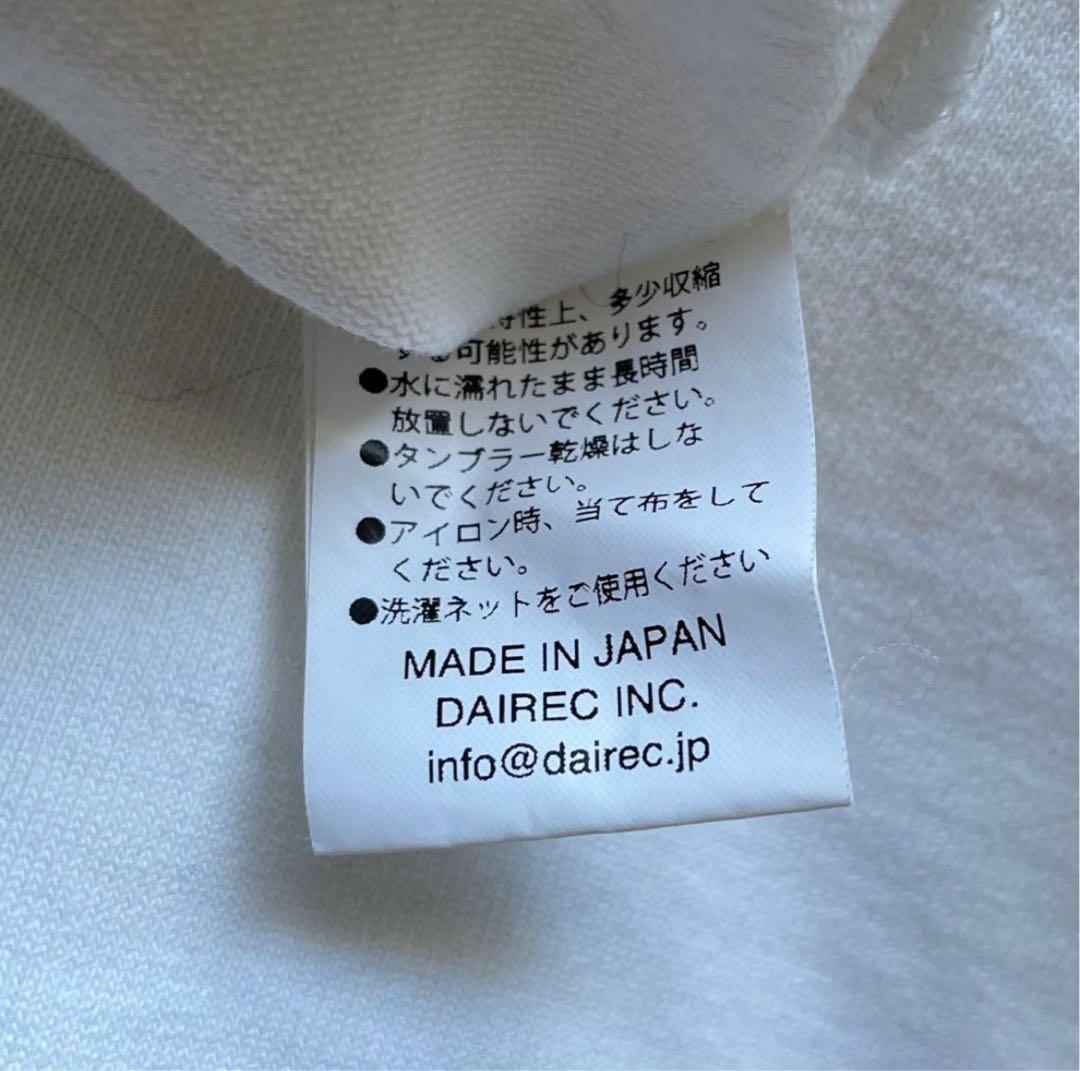 特性上、多少収縮
する可能性があります。
●水に濡れたまま長時間
放置しないでください。
●タンブラー乾燥はしな
いでください。
●アイロン時、当て布をして
ください。
●洗濯ネットをご使用ください
MADE IN JAPAN
DAIREC INC.
info@dairec.jp